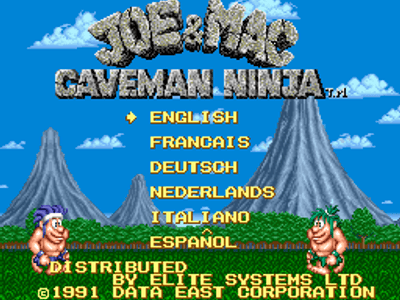 JOE & MAC
CAVEMAN NINJA
ENGLISH
FRANCAIS
DEUTSCH
NEDERLANDS
ITALIANO
ESPAÑOL
DISTRIBUTED
BY ELITE SYSTEMS LTD
©1991 DATA EAST CORPORATION